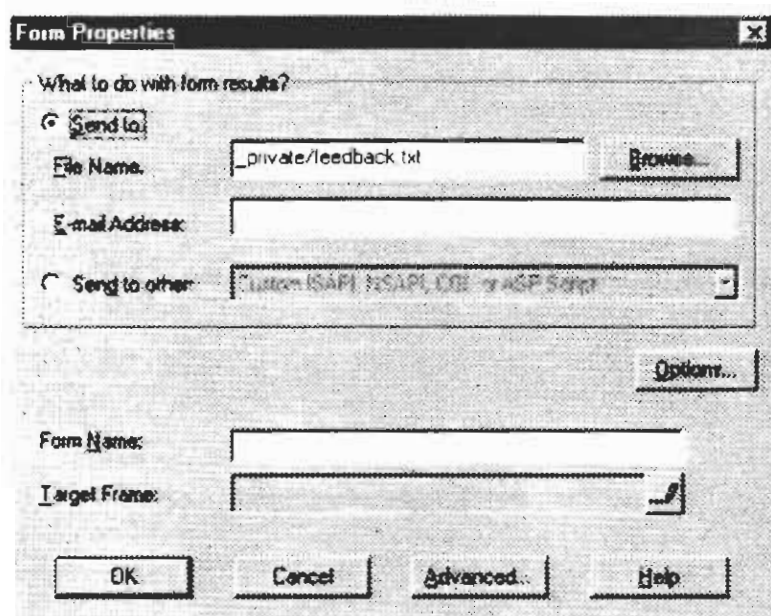 Form Properties
What to do with form results?
Send to:
File Name: _private/feedback.txt Browse...
E-mail Address:
Send to other: Custom ISAPI, NSAPI, CGI, or ASP Script
Options...
Form Name:
Target Frame:
OK Cancel Advanced... Help